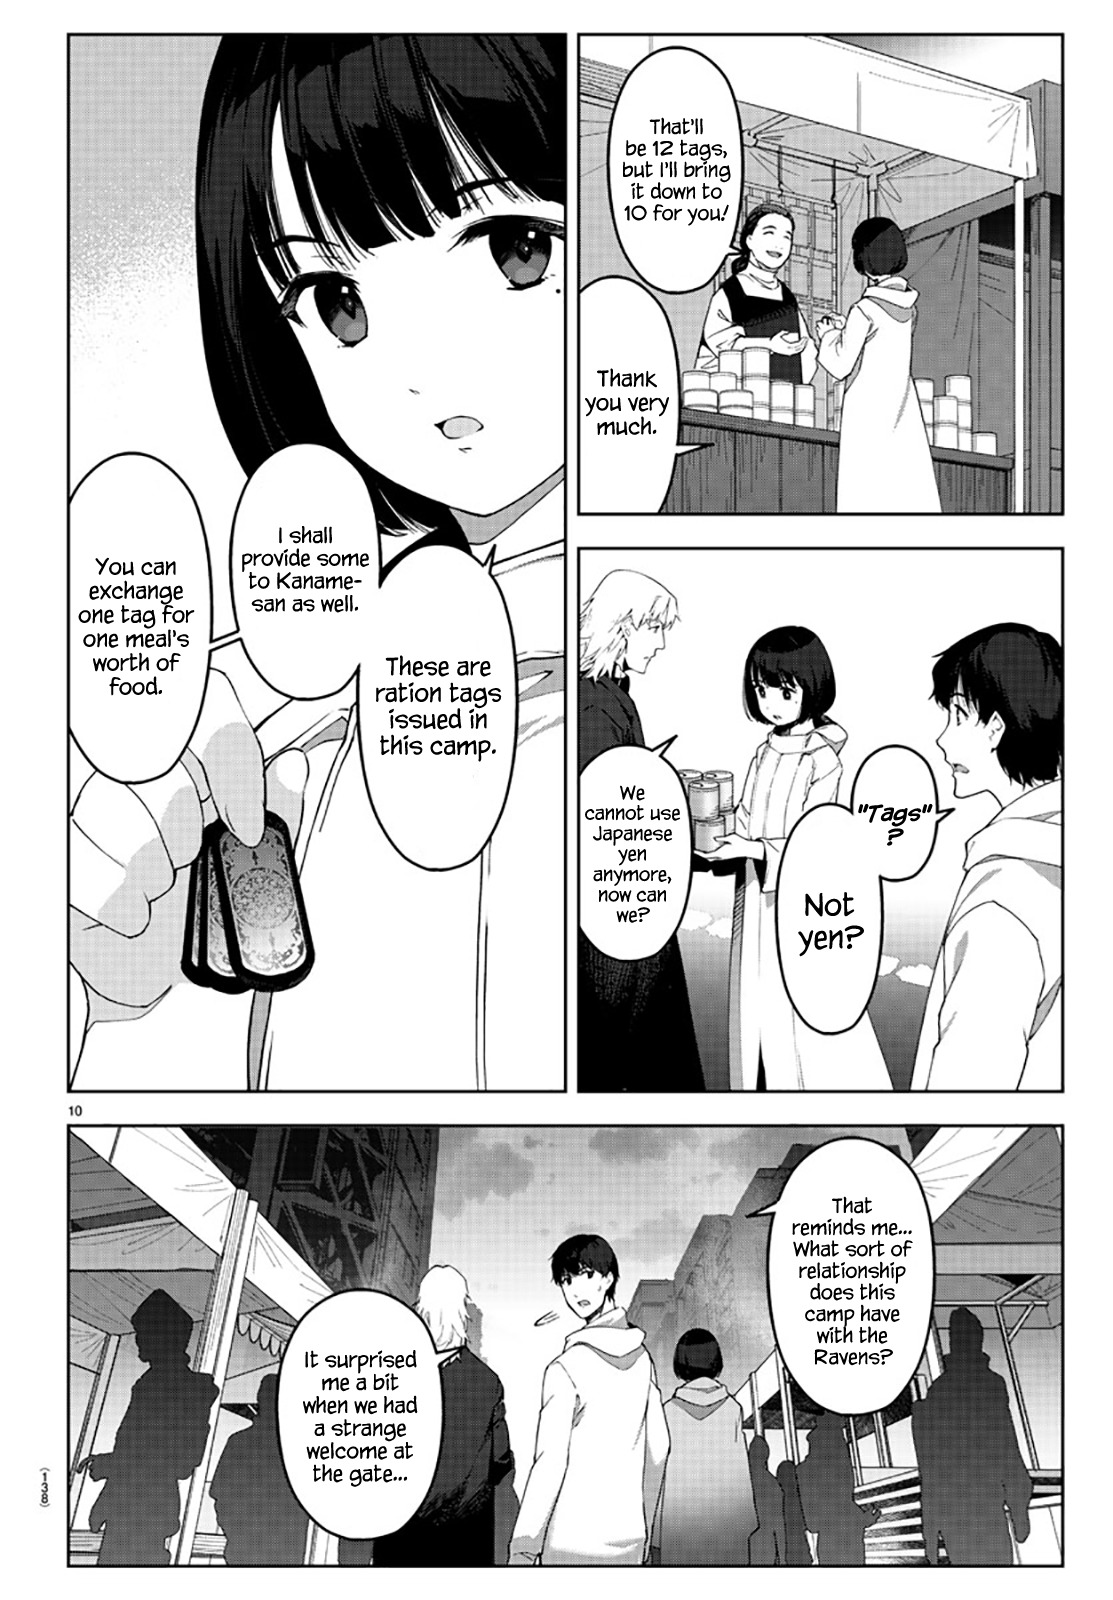 That'll
be 12 tags,
but I'll bring
it down to
10 for you!
Thank
you very
much.
"Tags"
?
Not
yen?
We
cannot use
Japanese
yen
anymore,
now can
we?
These are
ration tags
issued in
this camp.
I shall
provide some
to Kaname-
san as well.
You can
exchange
one tag for
one meal's
worth of
food.
10
That
reminds me...
What sort of
relationship
does this
camp have
with the
Ravens?
It surprised
me a bit
when we had
a strange
welcome at
the gate...
(138)